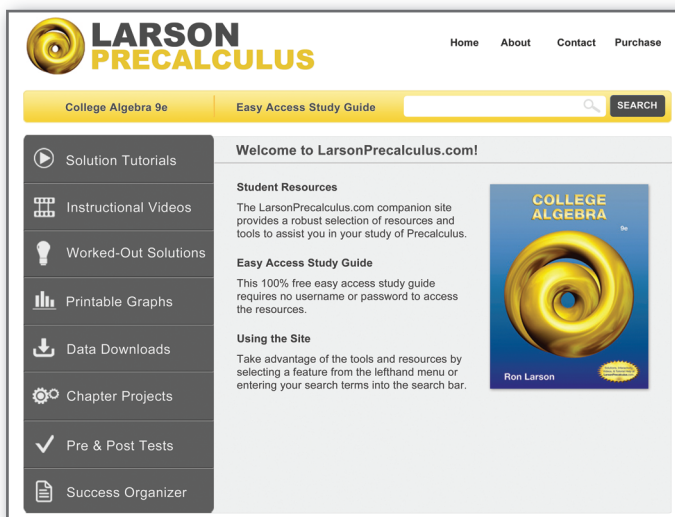 LARSON
PRECALCULUS
Home About Contact Purchase
College Algebra 9e Easy Access Study Guide SEARCH
Solution Tutorials
Instructional Videos
Worked-Out Solutions
Printable Graphs
Data Downloads
Chapter Projects
Pre & Post Tests
Success Organizer
Welcome to LarsonPrecalculus.com!
Student Resources
The LarsonPrecalculus.com companion site
provides a robust selection of resources and
tools to assist you in your study of Precalculus.
Easy Access Study Guide
This 100% free easy access study guide
requires no username or password to access
the resources.
Using the Site
Take advantage of the tools and resources by
selecting a feature from the lefthand menu or
entering your search terms into the search bar.
COLLEGE
ALGEBRA
9e
Ron Larson